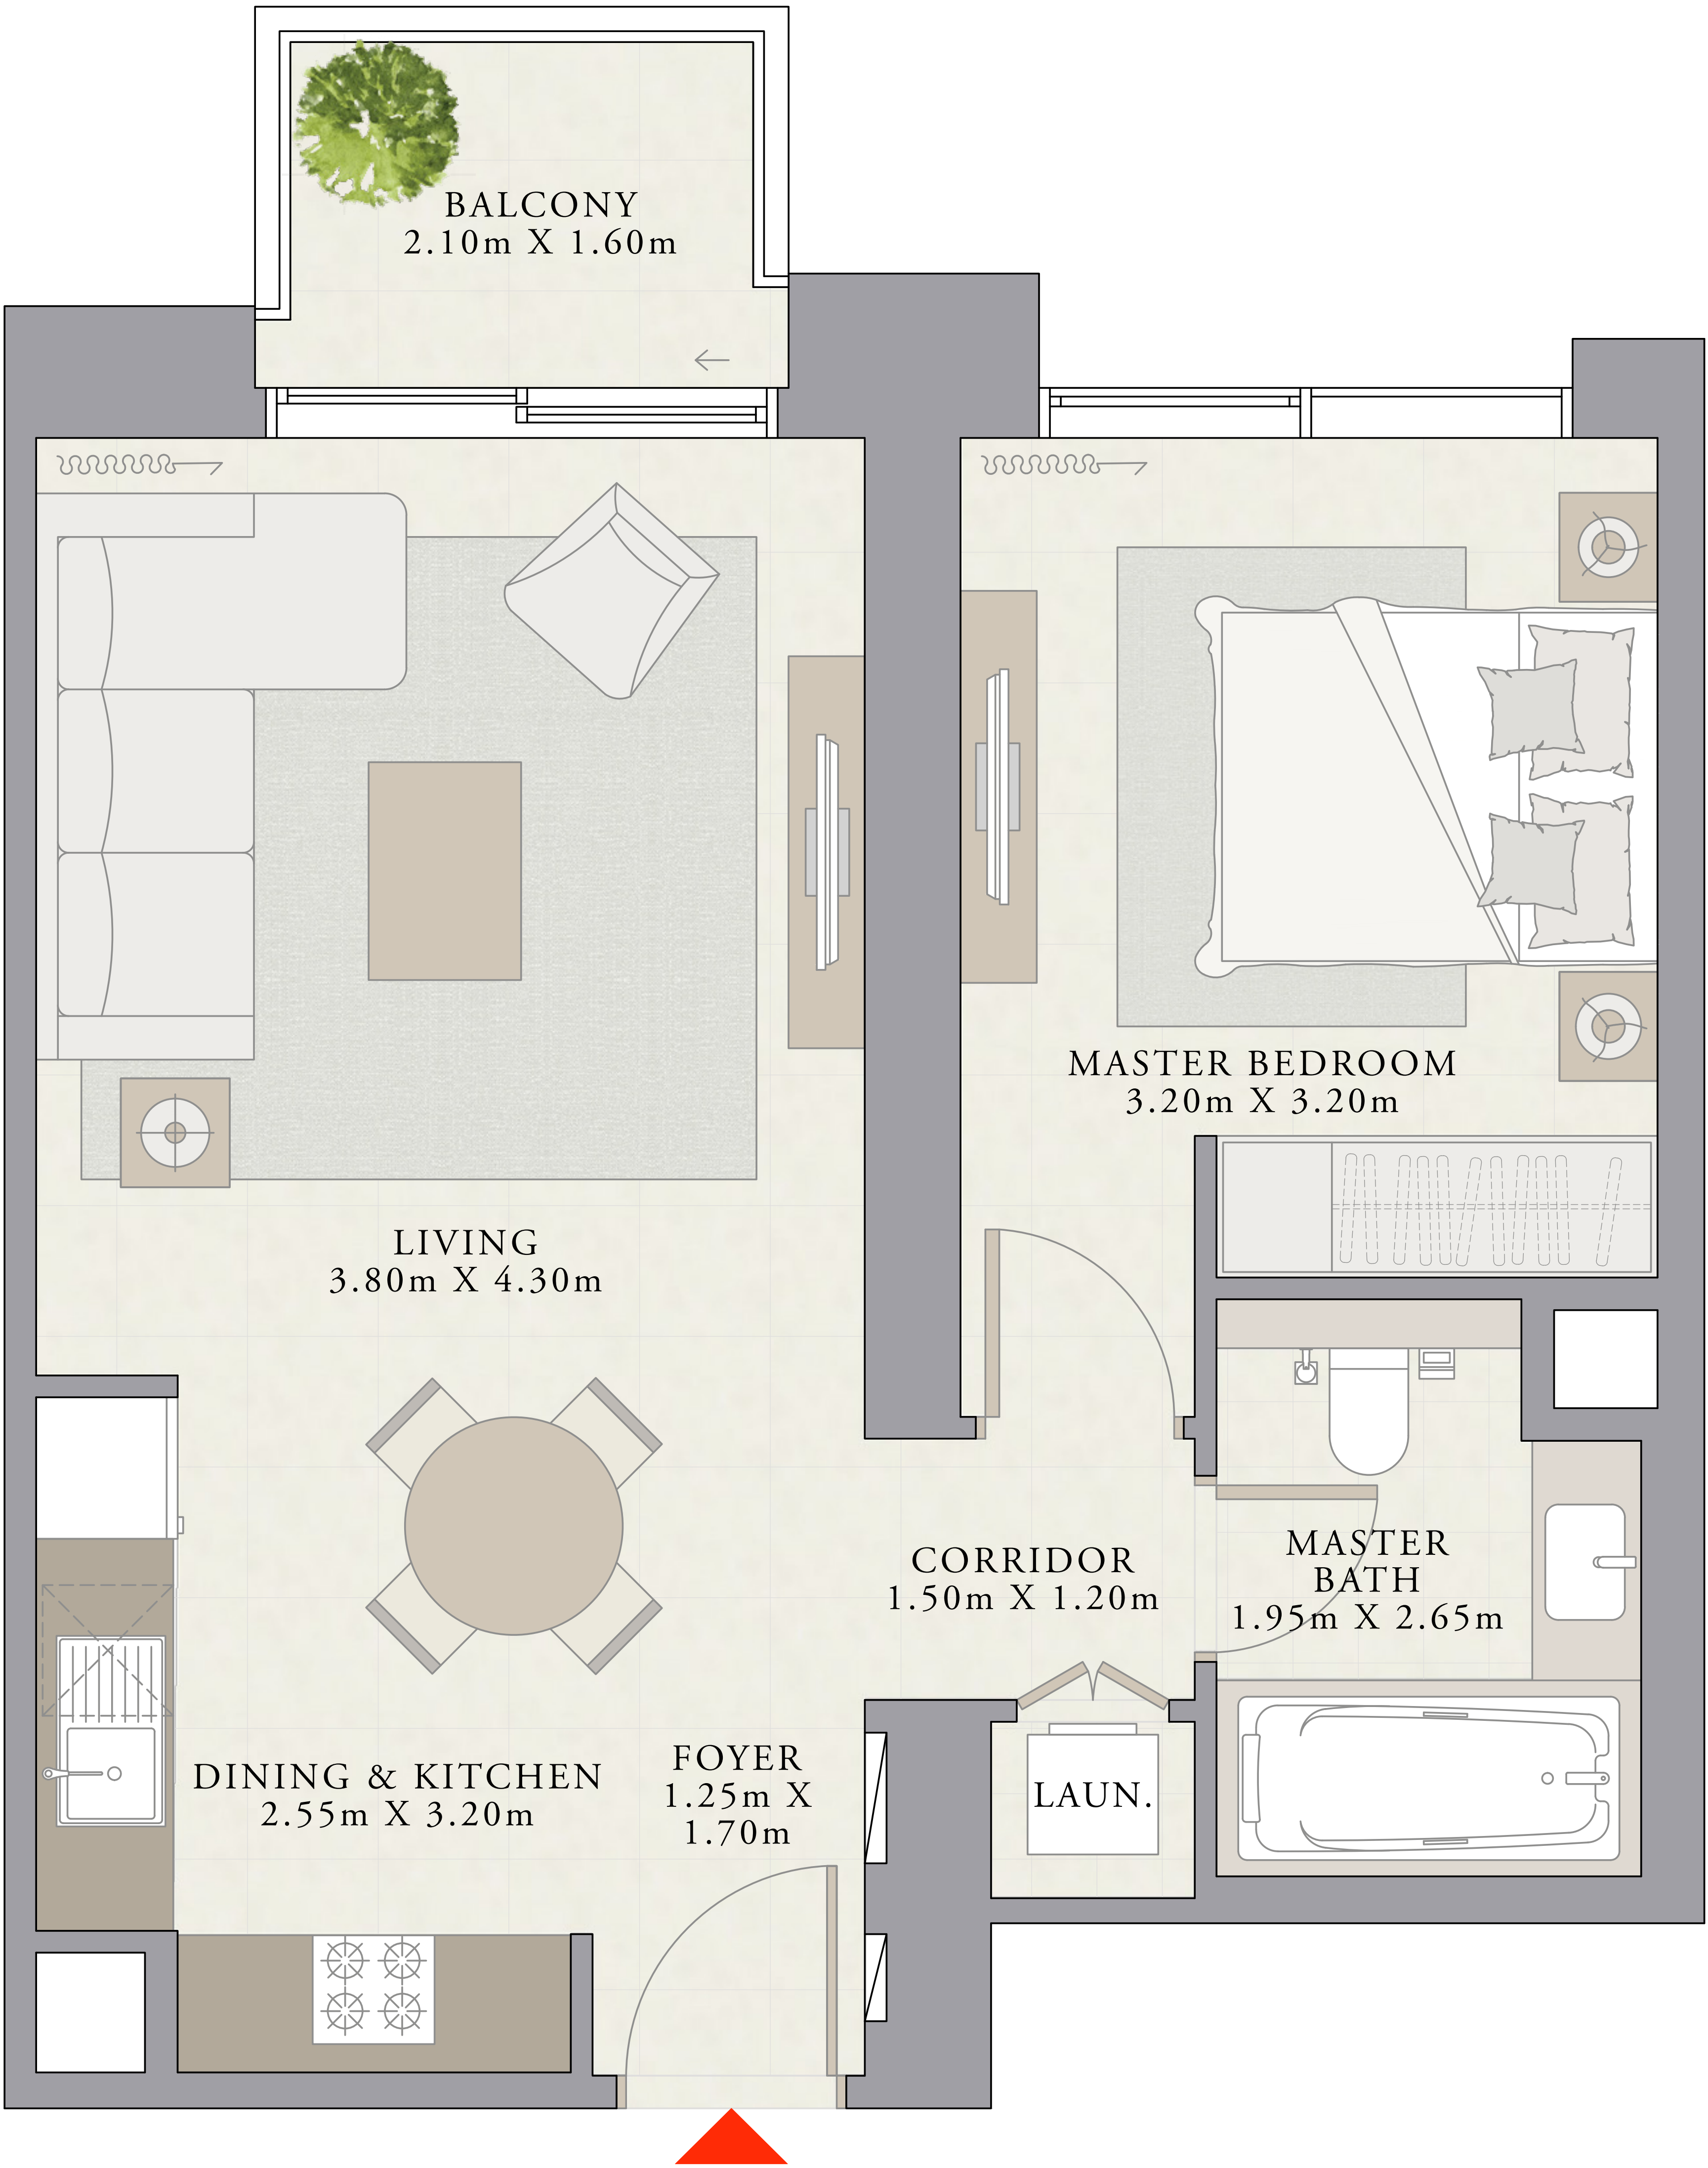 BALCONY
2.10m X 1.60m
MASTER BEDROOM
3.20m X 3.20m
LIVING
3.80m X 4.30m
CORRIDOR
1.50m X 1.20m
MASTER
BATH
1.95m X 2.65m
DINING & KITCHEN
2.55m X 3.20m
FOYER
1.25m X
1.70m
LAUN.